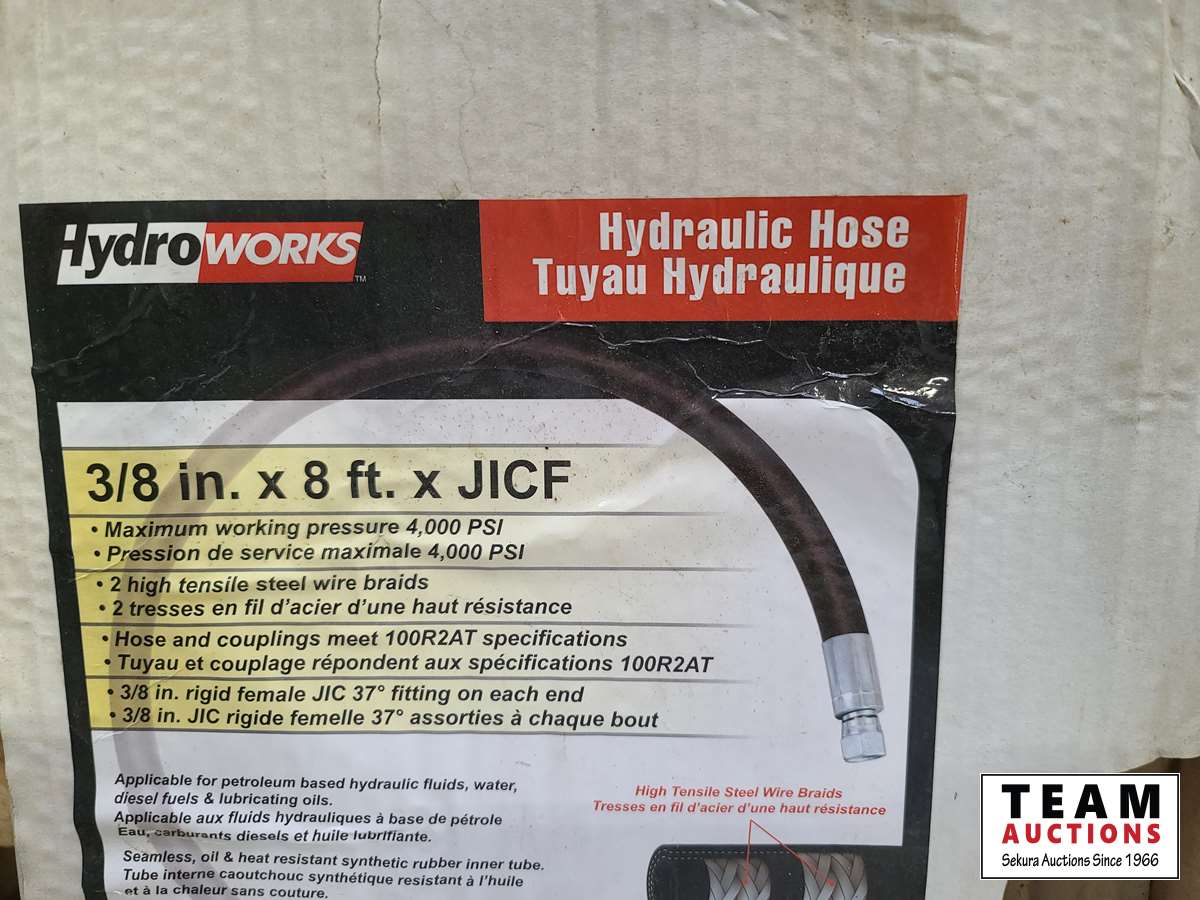 HydroWORKS™
Hydraulic Hose
Tuyau Hydraulique
3/8 in. x 8 ft. x JICF
• Maximum working pressure 4,000 PSI
• Pression de service maximale 4,000 PSI
• 2 high tensile steel wire braids
• 2 tresses en fil d'acier d'une haut résistance
• Hose and couplings meet 100R2AT specifications
• Tuyau et couplage répondent aux spécifications 100R2AT
• 3/8 in. rigid female JIC 37° fitting on each end
• 3/8 in. JIC rigide femelle 37° assorties à chaque bout
Applicable for petroleum based hydraulic fluids, water,
diesel fuels & lubricating oils.
Applicable aux fluids hydrauliques à base de pétrole
Eau, carburants diesels et huile lubrifiante.
Seamless, oil & heat resistant synthetic rubber inner tube.
Tube interne caoutchouc synthétique resistant à l'huile
et à la chaleur sans couture.
High Tensile Steel Wire Braids
Tresses en fil d'acier d'une haut résistance
TEAM
AUCTIONS
Sekura Auctions Since 1966